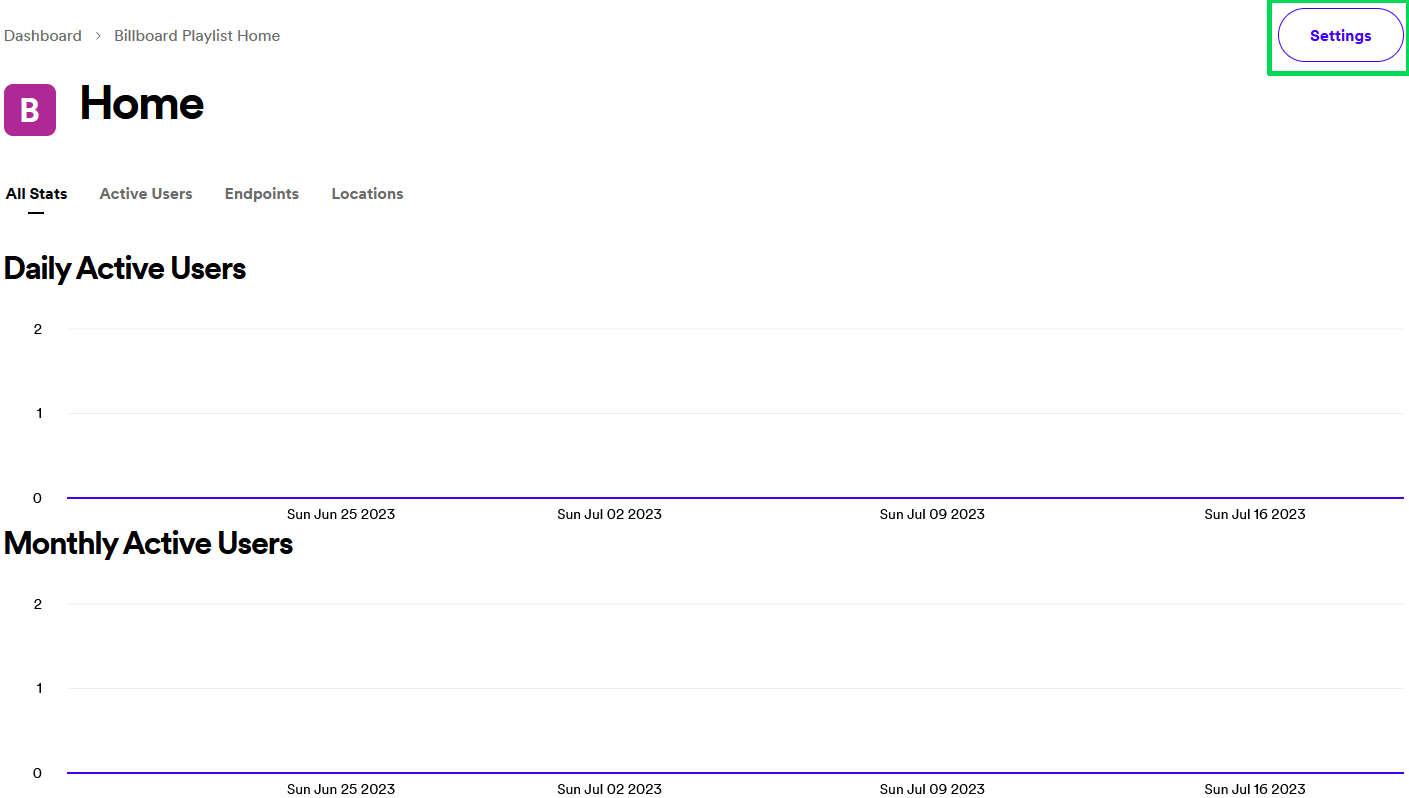 Dashboard > Billboard Playlist Home
Settings
B
Home
All Stats Active Users Endpoints Locations
Daily Active Users
2
1
0
Sun Jun 25 2023 Sun Jul 02 2023 Sun Jul 09 2023 Sun Jul 16 2023
Monthly Active Users
2
1
0
Sun Jun 25 2023 Sun Jul 02 2023 Sun Jul 09 2023 Sun Jul 16 2023